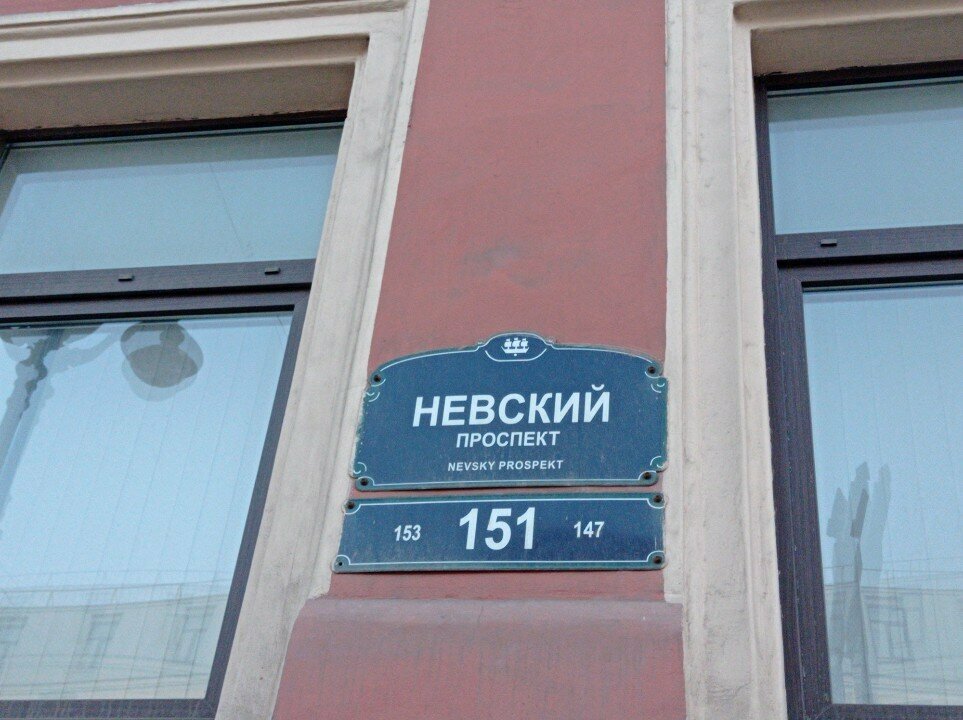 НЕВСКИЙ
ПРОСПЕКТ
NEVSKY PROSPEKT
153 151 147